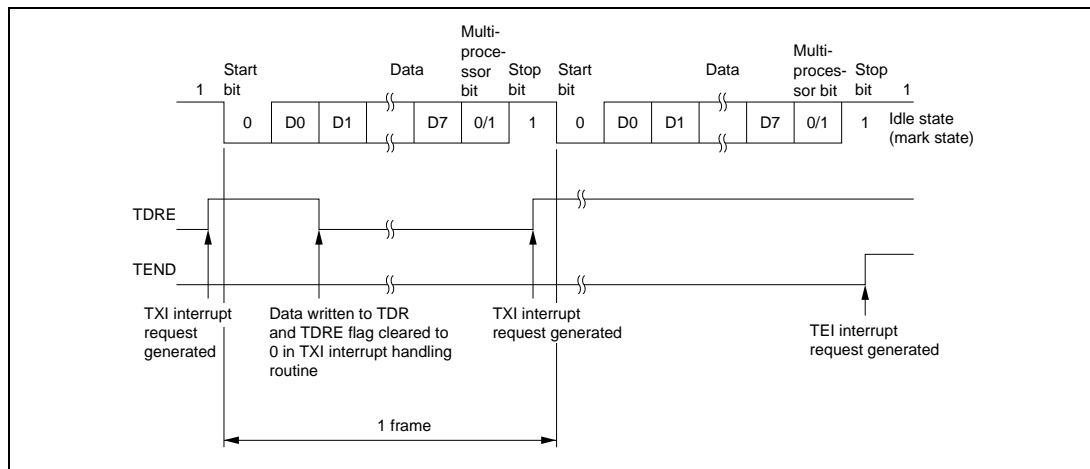 Multi-
proce-
ssor
bit
Start
bit
Data
Stop
bit
Start
bit
Data
Multi-
proces-
sor bit
Stop
bit
1
1
0
D0
D1
D7
0/1
1
0
D0
D1
D7
0/1
1
Idle state
(mark state)
TDRE
TEND
TXI interrupt
request
generated
Data written to TDR
and TDRE flag cleared to
0 in TXI interrupt handling
routine
TXI interrupt
request generated
TEI interrupt
request generated
1 frame